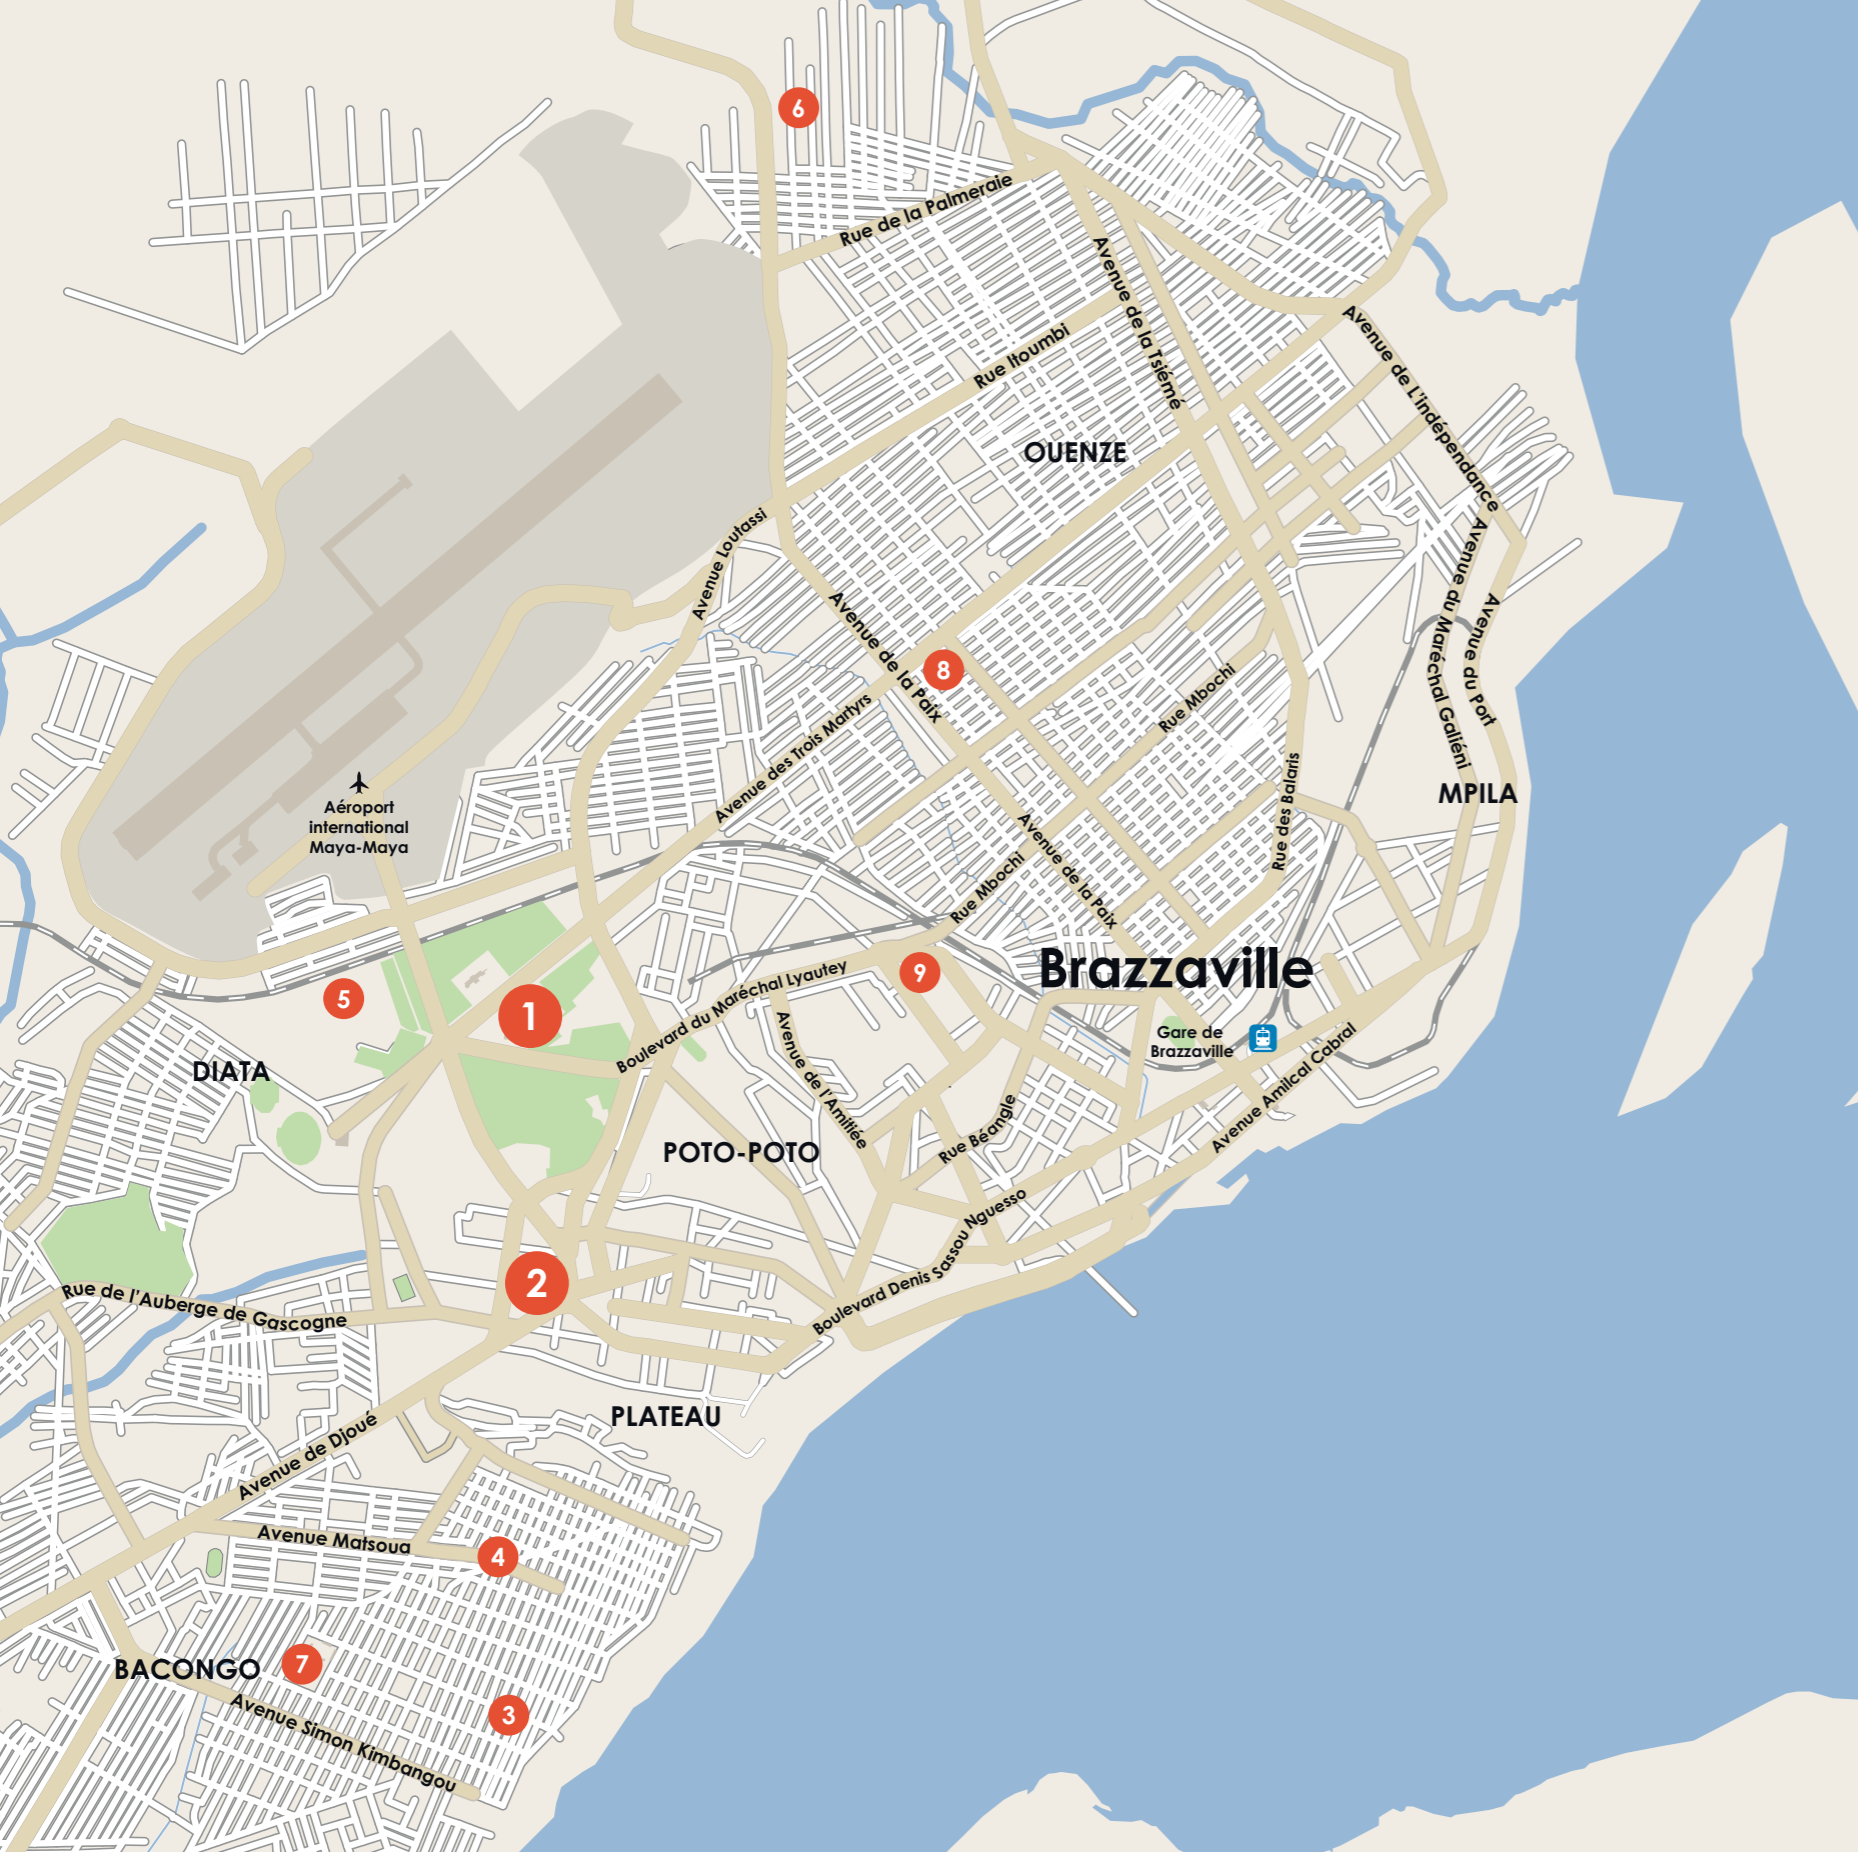 6
Rue de la Palmeraie
Avenue de la Tsiémé
Avenue de L'indépendance
Rue Itoumbi
OUENZE
Avenue Loutassi
Avenue du Maréchal Galiéni
Avenue du Port
Avenue de la Paix
8
Rue Mbochi
Avenue des Trois Martyrs
Rue des Balaris
MPILA
Aéroport
international
Maya-Maya
Avenue de la Paix
Rue Mbochi
Brazzaville
9
Boulevard du Maréchal Lyautey
5
1
Gare de
Brazzaville
Avenue Amilcal Cabral
DIATA
Avenue de l'Amitiée
Rue Béangle
POTO-POTO
Boulevard Denis Sassou Nguesso
2
Rue de l'Auberge de Gascogne
PLATEAU
Avenue de Djoué
Avenue Matsoua
4
BACONGO
7
3
Avenue Simon Kimbangou